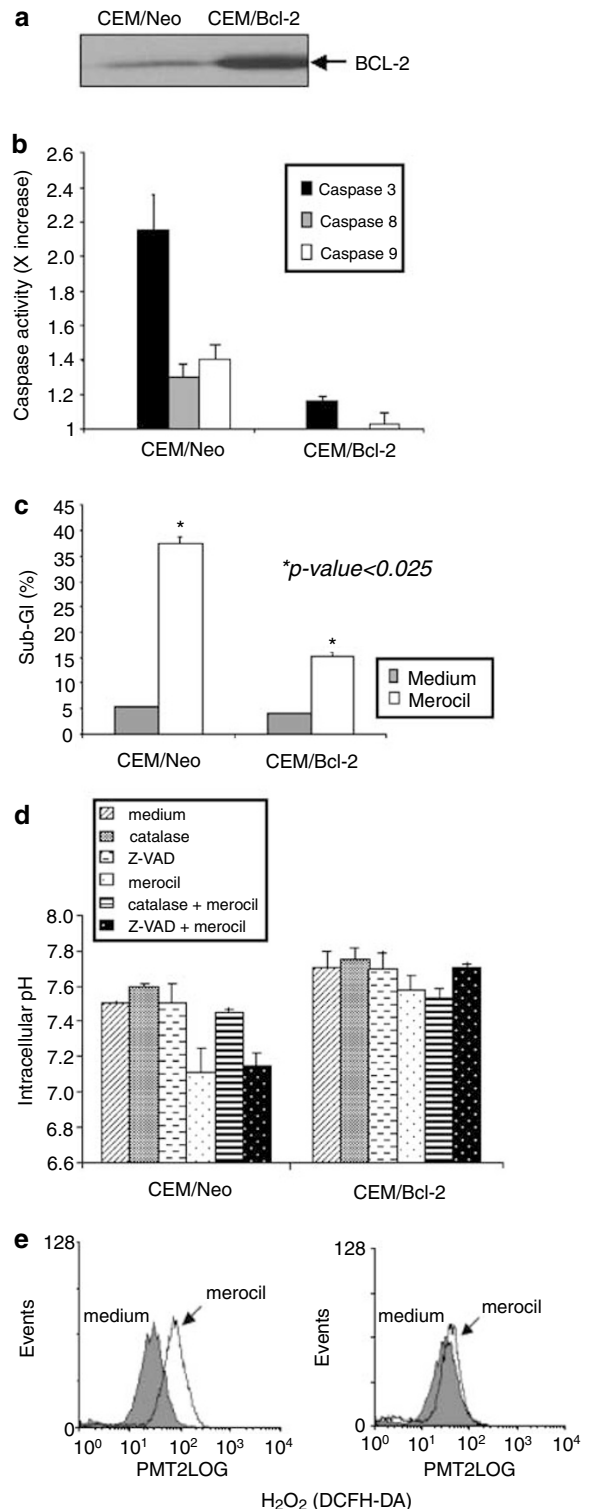 a
CEM/Neo CEM/Bcl-2
BCL-2
b
Caspase activity (X increase)
2.6
2.4
2.2
2.0
1.8
1.6
1.4
1.2
1
Caspase 3
Caspase 8
Caspase 9
CEM/Neo CEM/Bcl-2
c
Sub-GI (%)
45
40
35
30
25
20
15
10
5
0
*
*
*p-value<0.025
Medium
Merocil
CEM/Neo CEM/Bcl-2
d
medium
catalase
Z-VAD
merocil
catalase + merocil
Z-VAD + merocil
Intracellular pH
8.0
7.8
7.6
7.4
7.2
7.0
6.8
6.6
CEM/Neo CEM/Bcl-2
e
128
Events
medium
merocil
0
10⁰ 10¹ 10² 10³ 10⁴
PMT2LOG
128
Events
medium
merocil
0
10⁰ 10¹ 10² 10³ 10⁴
PMT2LOG
H₂O₂ (DCFH-DA)